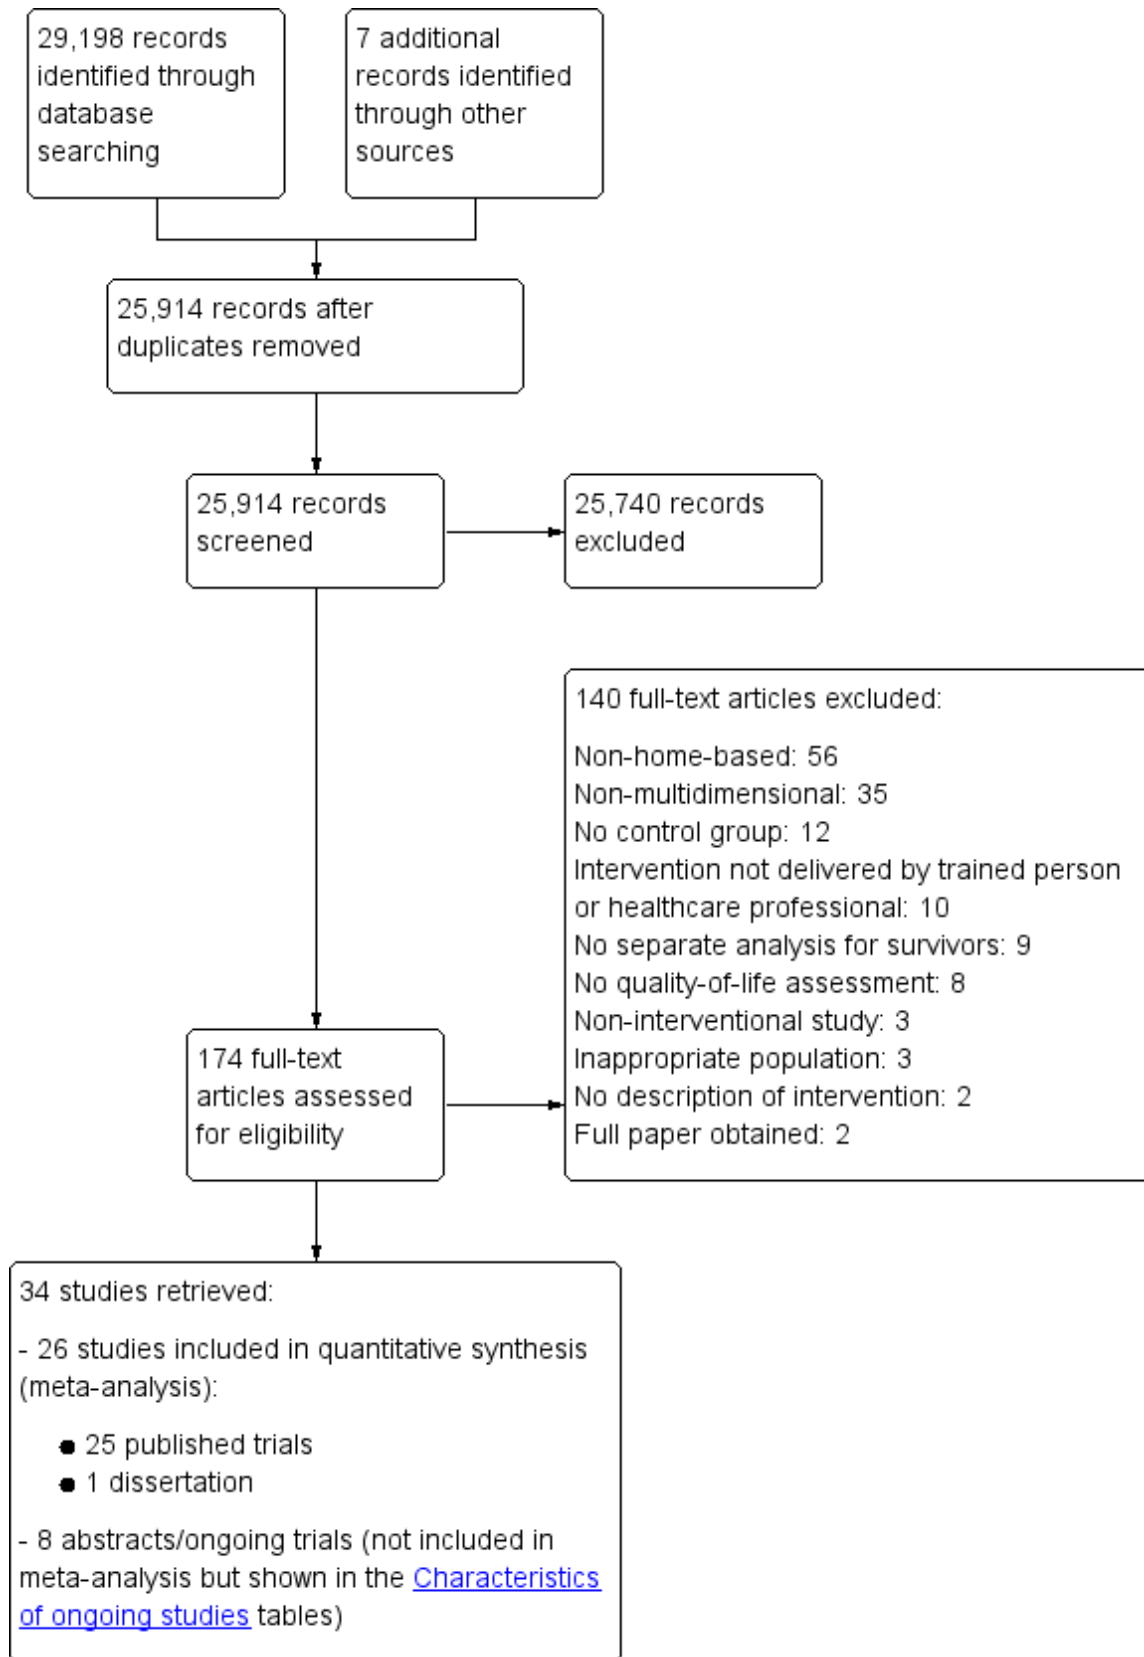 29,198 records
identified through
database
searching
7 additional
records identified
through other
sources
25,914 records after
duplicates removed
25,914 records
screened
25,740 records
excluded
140 full-text articles excluded:
Non-home-based: 56
Non-multidimensional: 35
No control group: 12
Intervention not delivered by trained person
or healthcare professional: 10
No separate analysis for survivors: 9
No quality-of-life assessment: 8
Non-interventional study: 3
Inappropriate population: 3
No description of intervention: 2
Full paper obtained: 2
174 full-text
articles assessed
for eligibility
34 studies retrieved:
- 26 studies included in quantitative synthesis
(meta-analysis):
● 25 published trials
● 1 dissertation
- 8 abstracts/ongoing trials (not included in
meta-analysis but shown in the Characteristics
of ongoing studies tables)